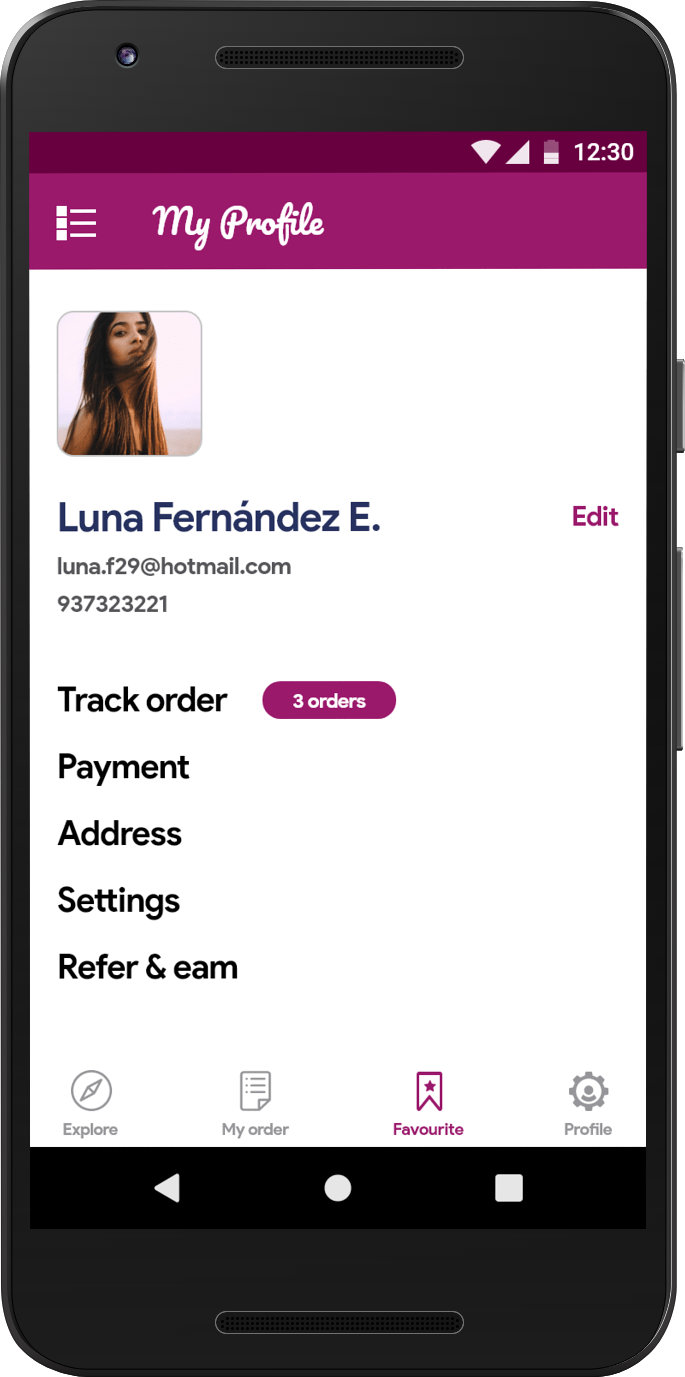 12:30
My Profile
Luna Fernández E.
Edit
luna.f29@hotmail.com
937323221
Track order
3 orders
Payment
Address
Settings
Refer & eam
Explore
My order
Favourite
Profile